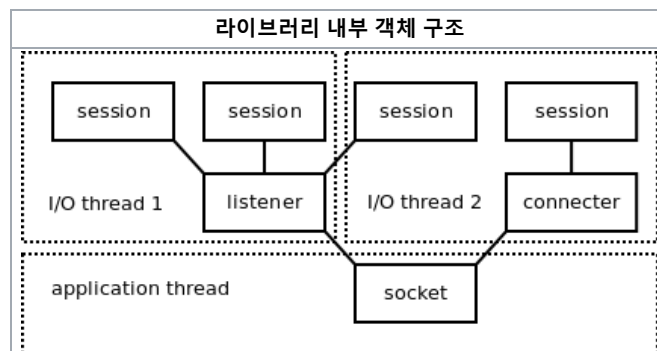 라이브러리 내부 객체 구조
session
session
session
session
I/O thread 1
listener
I/O thread 2
connecter
application thread
socket